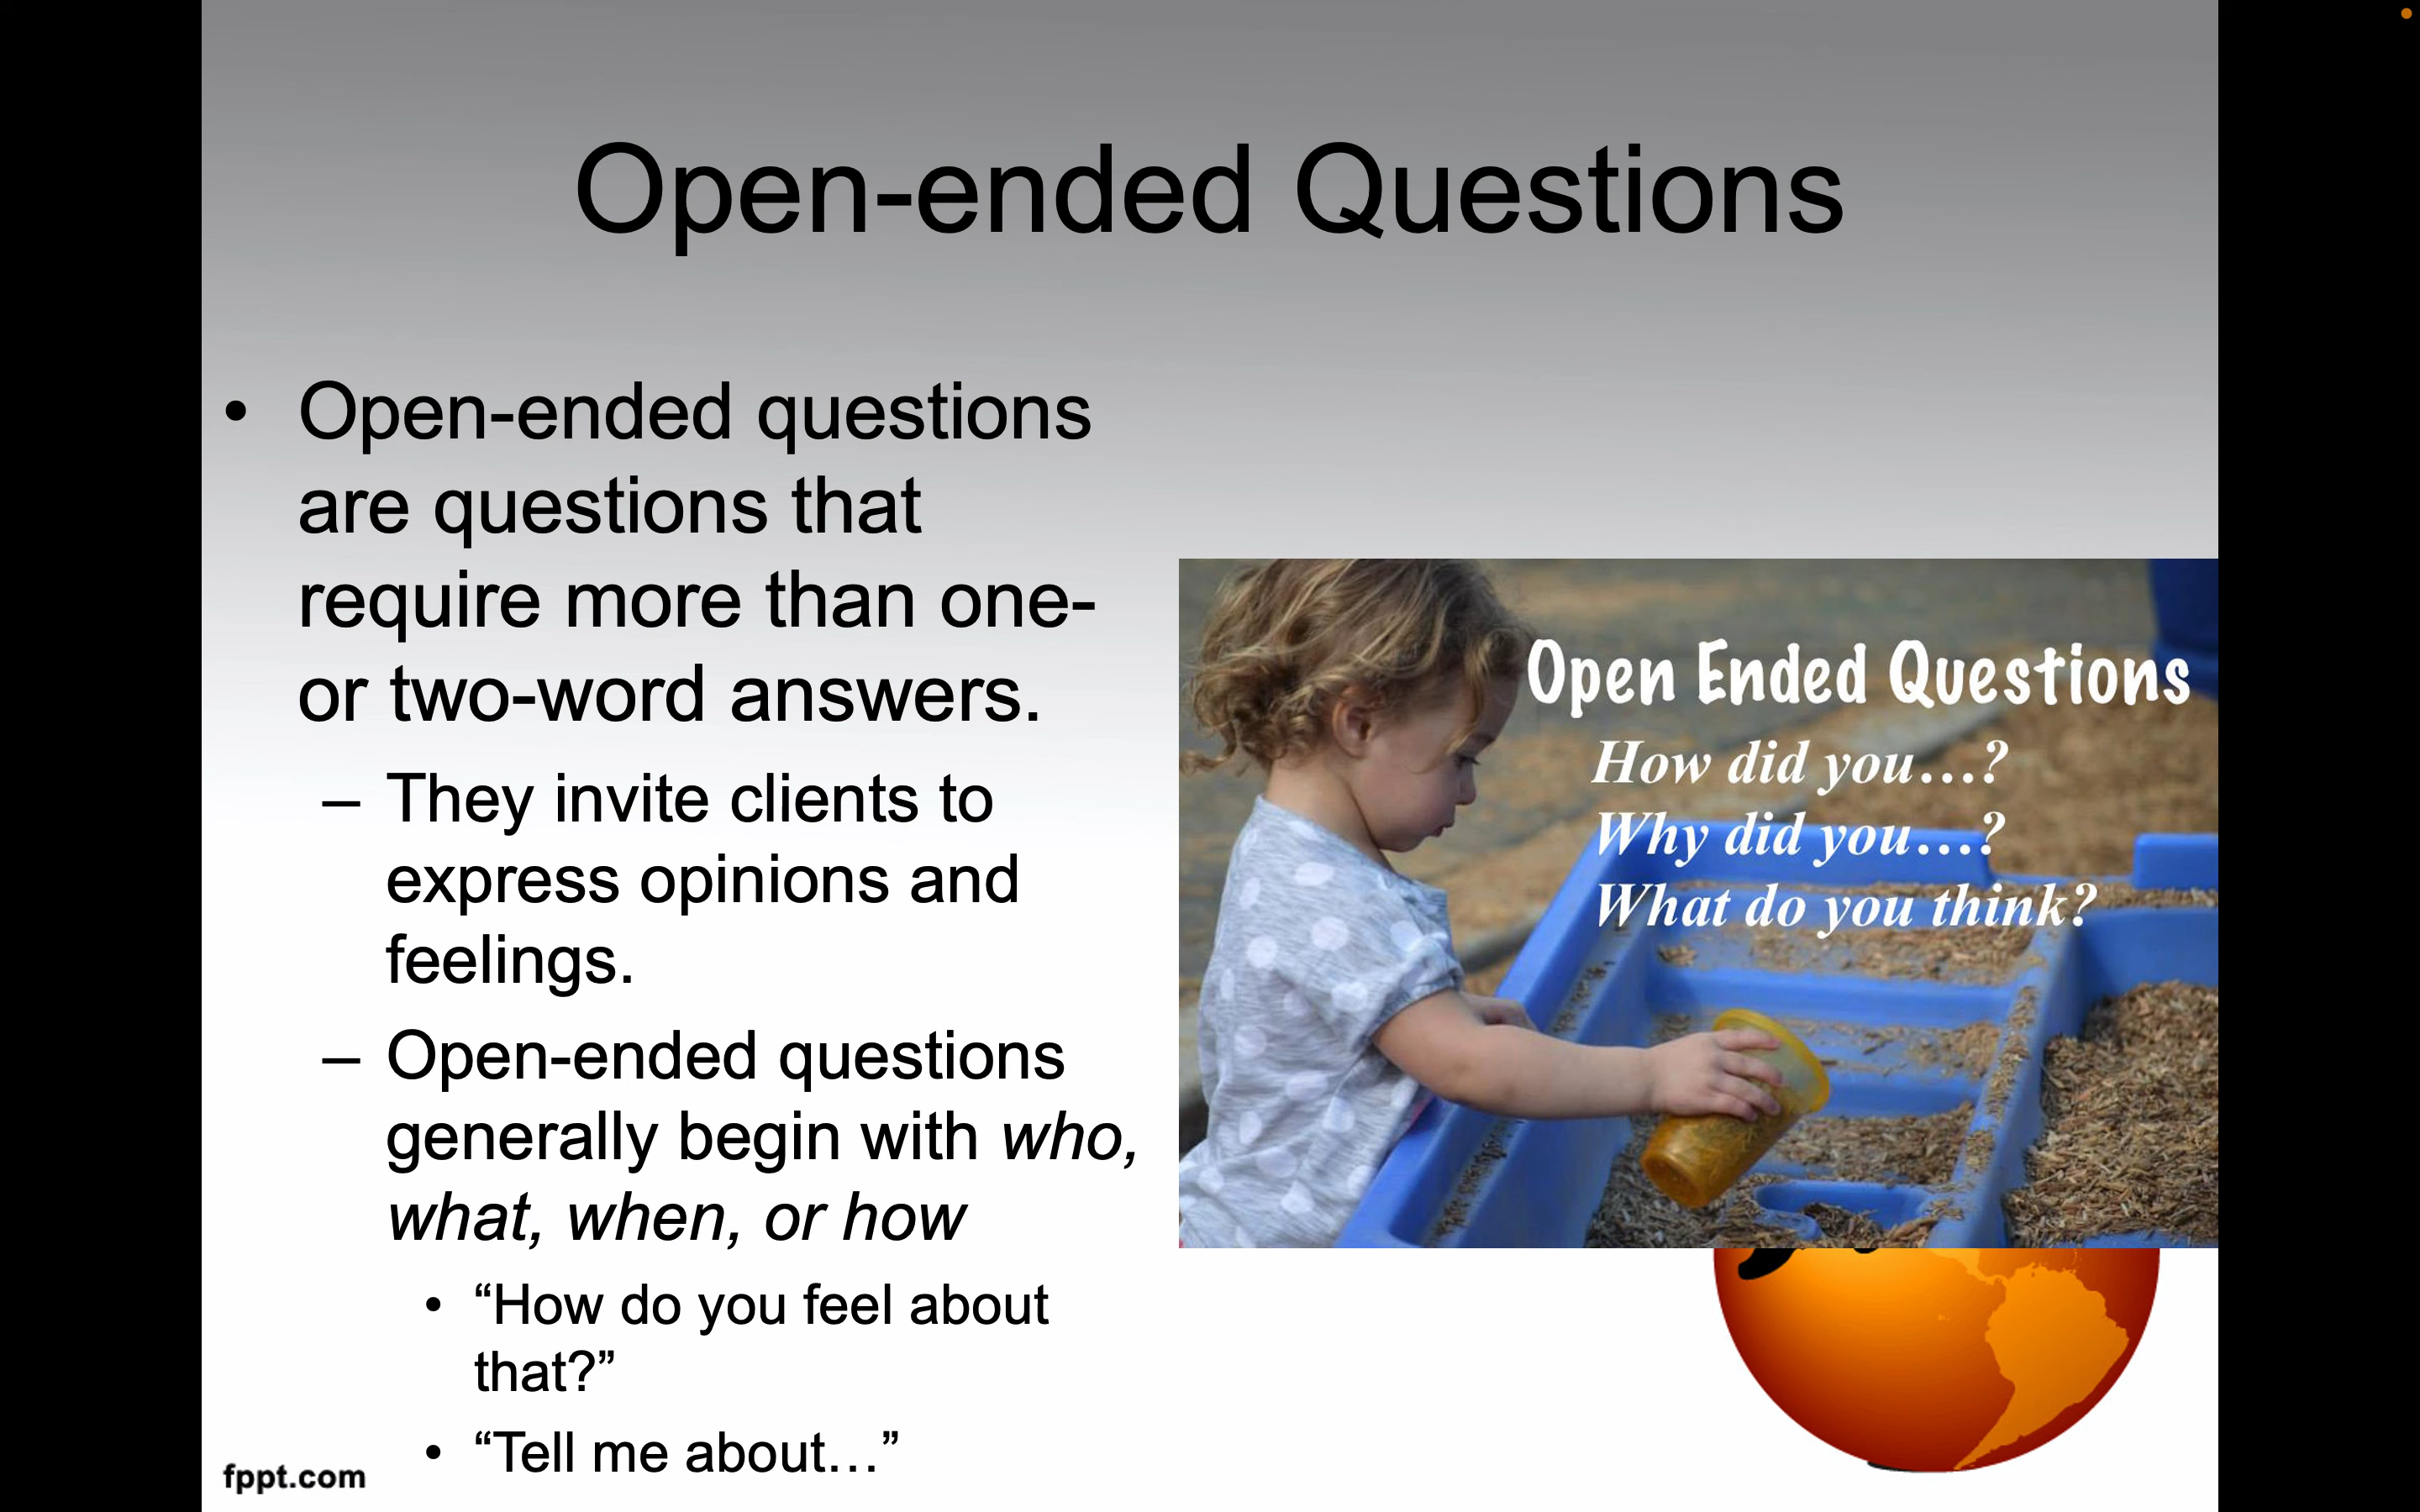 Open-ended Questions
• Open-ended questions
are questions that
require more than one-
or two-word answers.
– They invite clients to
express opinions and
feelings.
– Open-ended questions
generally begin with who,
what, when, or how
• “How do you feel about
that?”
• “Tell me about…”
Open Ended Questions
How did you…?
Why did you…?
What do you think?
fppt.com